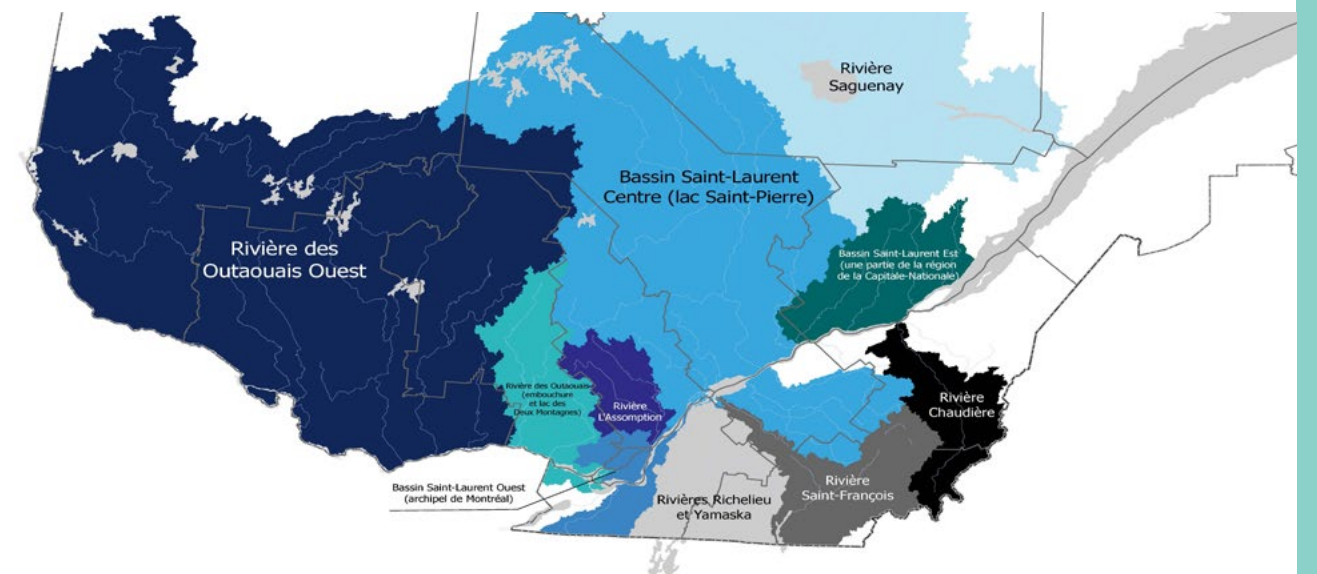 Rivière
Saguenay
Bassin Saint-Laurent
Centre (lac Saint-Pierre)
Rivière des
Outaouais Ouest
Bassin Saint-Laurent Est
(une partie de la région
de la Capitale-Nationale)
Rivière des Outaouais
(embouchure
et lac des
Deux Montagnes)
Rivière
L'Assomption
Rivière
Chaudière
Bassin Saint-Laurent Ouest
(archipel de Montréal)
Rivières Richelieu
et Yamaska
Rivière
Saint-François